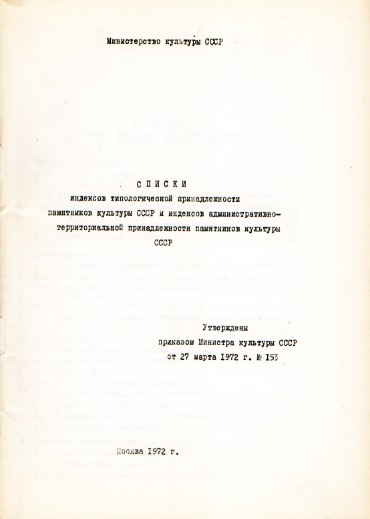 Министерство культуры СССР
СПИСКИ
индексов типологической принадлежности
памятников культуры СССР и индексов административно-
территориальной принадлежности памятников культуры
СССР
Утверждены
приказом Министра культуры СССР
от 27 марта 1972 г. № 153
Москва 1972 г.